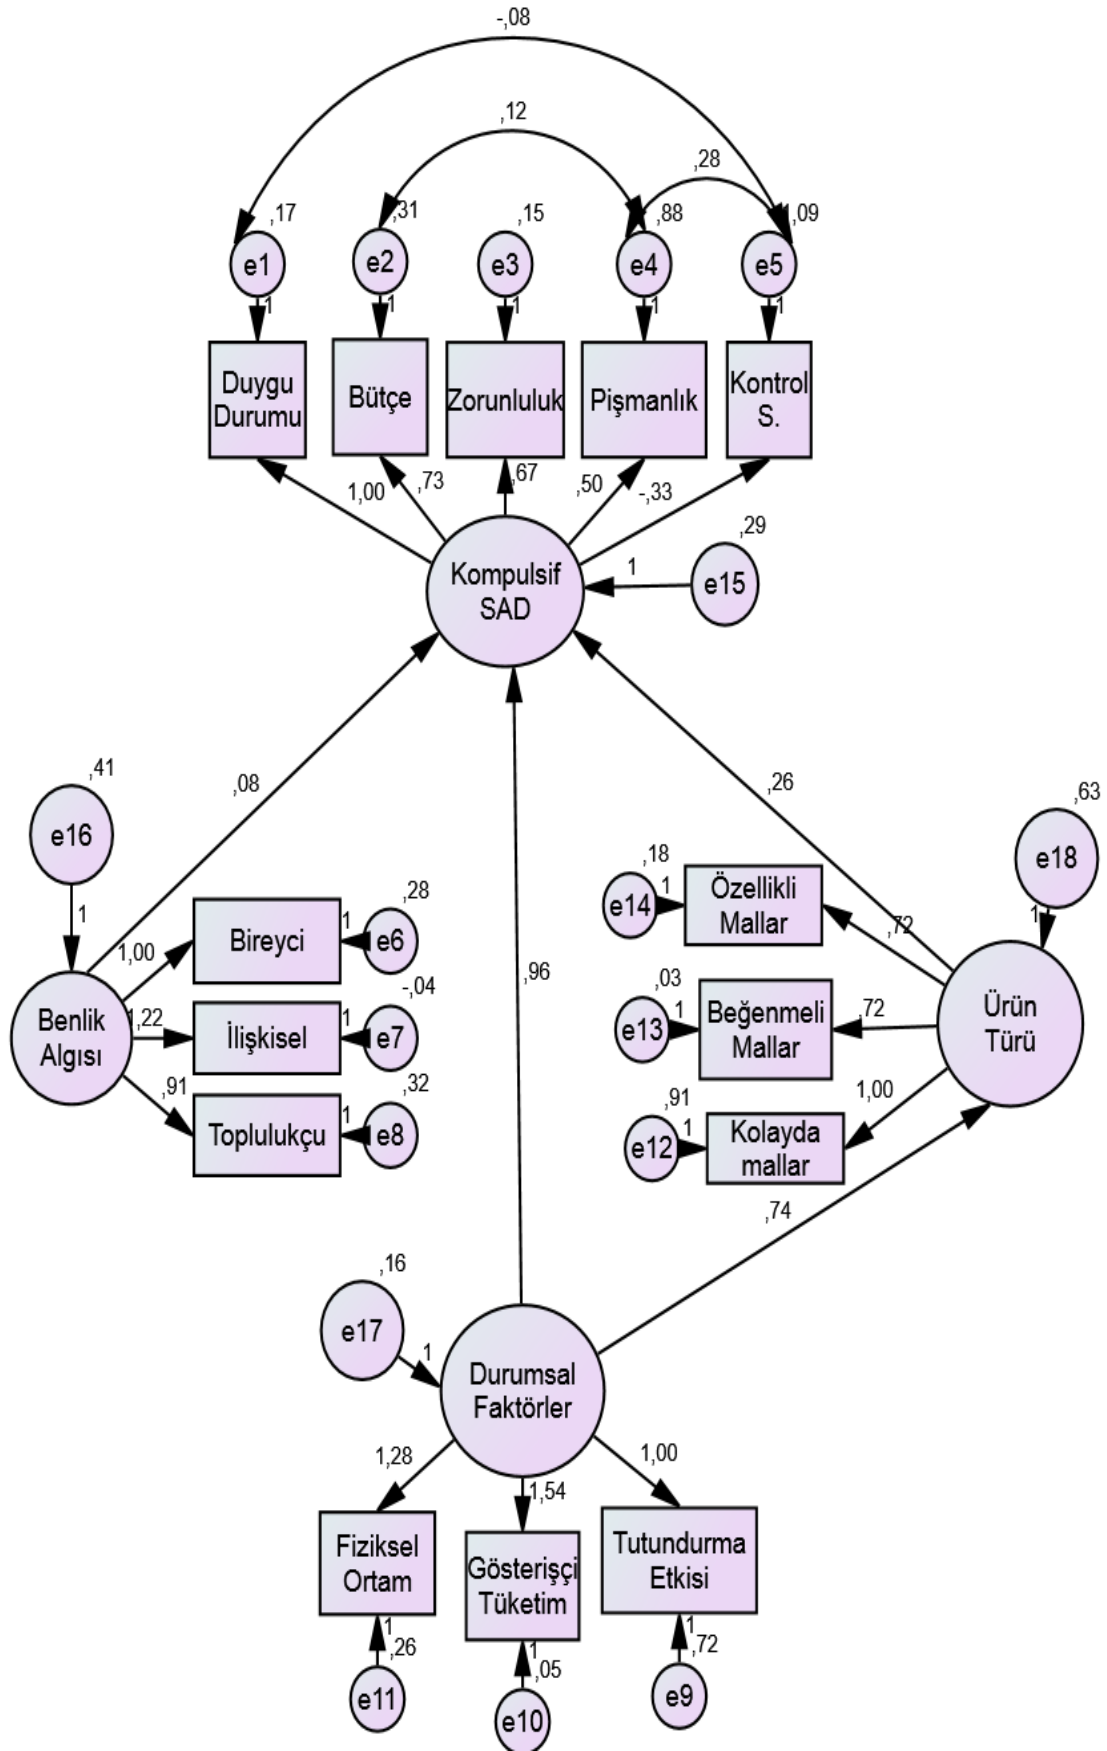 -,08
,12
,28
,17
,31
,15
,88
,09
e1
e2
e3
e4
e5
1
1
1
1
1
Duygu
Durumu
Bütçe
Zorunluluk
Pişmanlık
Kontrol
S.
1,00
,73
,67
,50
-,33
,29
Kompulsif
SAD
1
e15
,41
e16
,08
,26
,63
e18
1
1
,96
,28
1,00
Bireyci
1
e6
-,04
Benlik
Algısı
1,22
İlişkisel
1
e7
,32
,91
Toplulukçu
1
e8
,18
e14
1
Özellikli
Mallar
,72
,03
e13
1
Beğenmeli
Mallar
,72
Ürün
Türü
,91
e12
1
Kolayda
mallar
1,00
,74
,16
e17
1
Durumsal
Faktörler
1,28
1,54
1,00
Fiziksel
Ortam
Gösterişçi
Tüketim
Tutundurma
Etkisi
1
,26
1
,05
1
,72
e11
e10
e9